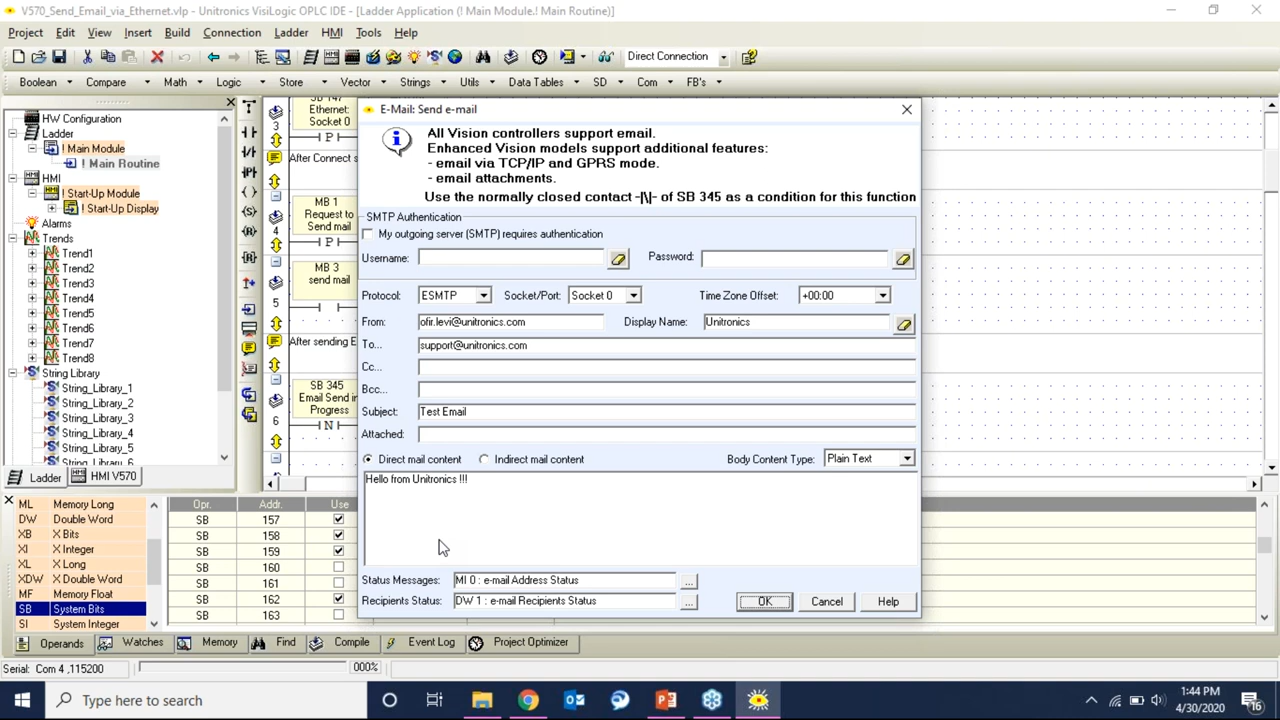 V570_Send_Email_via_Ethernet.vlp - Unitronics VisiLogic OPLC IDE - [Ladder Application (! Main Module.! Main Routine)]
Project Edit View Insert Build Connection Ladder HMI Tools Help
Direct Connection
Boolean Compare Math Logic Store Vector Strings Utils Data Tables SD Com FB's
HW Configuration
Ladder
! Main Module
! Main Routine
HMI
! Start-Up Module
! Start-Up Display
Alarms
Trends
Trend1
Trend2
Trend3
Trend4
Trend5
Trend6
Trend7
Trend8
String Library
String_Library_1
String_Library_2
String_Library_3
String_Library_4
String_Library_5
String_Library_6
Ladder HMI V570
SB 147
Ethernet:
Socket 0
3
P
After Connect s
MB 1
Request to
Send mail
4
P
MB 3
send mail
5
After sending E
SB 345
Email Send in
Progress
6
N
E-Mail: Send e-mail
All Vision controllers support email.
Enhanced Vision models support additional features:
- email via TCP/IP and GPRS mode.
- email attachments.
Use the normally closed contact -|\|- of SB 345 as a condition for this function
SMTP Authentication
My outgoing server (SMTP) requires authentication
Username: Password:
Protocol: ESMTP Socket/Port: Socket 0 Time Zone Offset: +00:00
From: ofir.levi@unitronics.com Display Name: Unitronics
To... support@unitronics.com
Cc...
Bcc...
Subject: Test Email
Attached:
Direct mail content Indirect mail content Body Content Type: Plain Text
Hello from Unitronics !!!
Status Messages: MI 0 : e-mail Address Status ...
Recipients Status: DW 1 : e-mail Recipients Status ... OK Cancel Help
ML Memory Long
DW Double Word
XB X Bits
XI X Integer
XL X Long
XDW X Double Word
MF Memory Float
SB System Bits
SI System Integer
Opr. Addr. Use
SB 157
SB 158
SB 159
SB 160
SB 161
SB 162
SB 163
Operands Watches Memory Find Compile Event Log Project Optimizer
Serial: Com 4 ,115200 000%
Type here to search
1:44 PM
4/30/2020
16